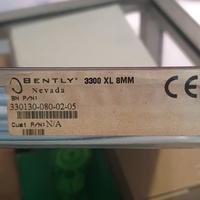 BENTLY® 3300 XL 8MM
Nevada
BN P/N:
330130-080-02-05
Cust P/N: N/A
CE